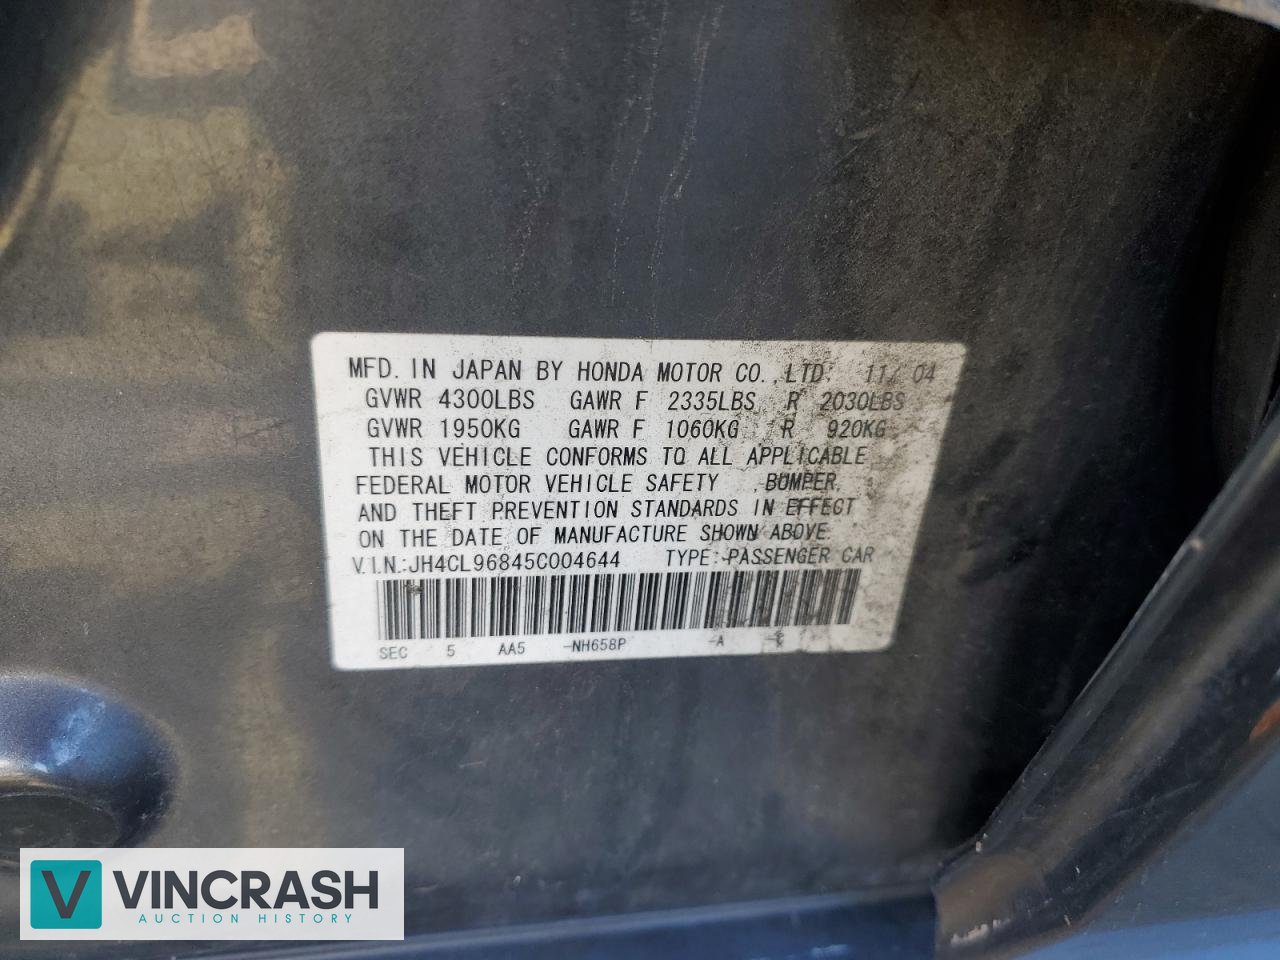 MFD. IN JAPAN BY HONDA MOTOR CO., LTD. 11/04
GVWR 4300LBS GAWR F 2335LBS R 2030LBS
GVWR 1950KG GAWR F 1060KG R 920KG
THIS VEHICLE CONFORMS TO ALL APPLICABLE
FEDERAL MOTOR VEHICLE SAFETY , BUMPER,
AND THEFT PREVENTION STANDARDS IN EFFECT
ON THE DATE OF MANUFACTURE SHOWN ABOVE.
V.I.N.:JH4CL96845C004644 TYPE: PASSENGER CAR
SEC 5 AA5 -NH658P -A -C
V VINCRASH
AUCTION HISTORY